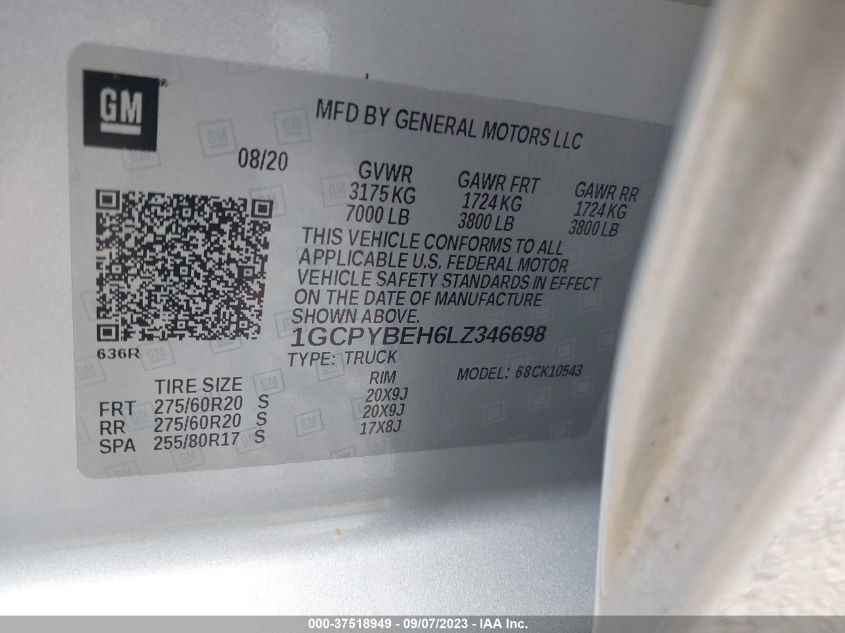 GM ®
MFD BY GENERAL MOTORS LLC
08/20
GVWR GAWR FRT GAWR RR
3175 KG 1724 KG 1724 KG
7000 LB 3800 LB 3800 LB
THIS VEHICLE CONFORMS TO ALL
APPLICABLE U.S. FEDERAL MOTOR
VEHICLE SAFETY STANDARDS IN EFFECT
ON THE DATE OF MANUFACTURE
SHOWN ABOVE.
1GCPYBEH6LZ346698
636R
TYPE: TRUCK
MODEL: 68CK10543
TIRE SIZE RIM
FRT 275/60R20 S 20X9J
RR 275/60R20 S 20X9J
SPA 255/80R17 S 17X8J
000-37518949 - 09/07/2023 - IAA Inc.